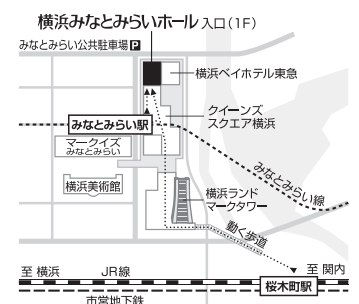 横浜みなとみらいホール 入口(1F)
みなとみらい公共駐車場 P
横浜ベイホテル東急
クイーンズ
スクエア横浜
みなとみらい駅
マークイズ
みなとみらい
みなとみらい線
横浜美術館
横浜ランド
マークタワー
動く歩道
至 横浜
JR線
至 関内
桜木町駅
市営地下鉄